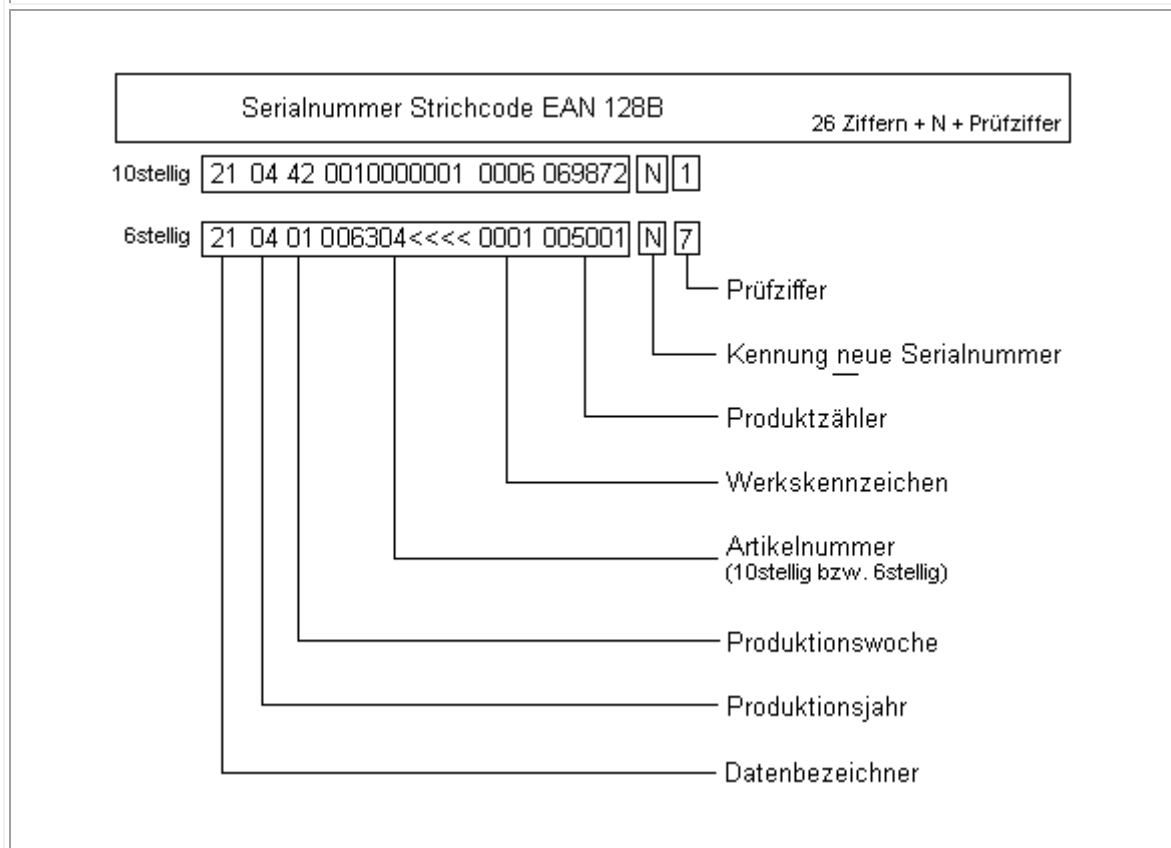 Serialnummer Strichcode EAN 128B
26 Ziffern + N + Prüfziffer
10stellig 21 04 42 0010000001 0006 069872 N 1
6stellig 21 04 01 006304<<<< 0001 005001 N 7
Prüfziffer
Kennung neue Serialnummer
Produktzähler
Werkskennzeichen
Artikelnummer
(10stellig bzw. 6stellig)
Produktionswoche
Produktionsjahr
Datenbezeichner